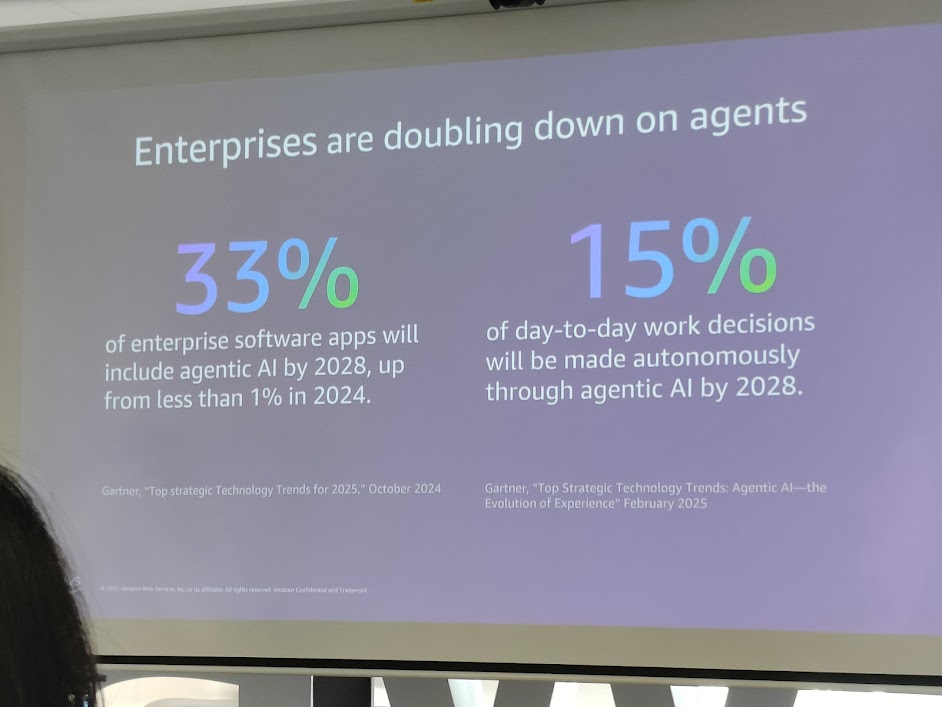 Enterprises are doubling down on agents
33%
of enterprise software apps will
include agentic AI by 2028, up
from less than 1% in 2024.
Gartner, “Top strategic Technology Trends for 2025,” October 2024
15%
of day-to-day work decisions
will be made autonomously
through agentic AI by 2028.
Gartner, “Top Strategic Technology Trends: Agentic AI—the
Evolution of Experience” February 2025
Amazon Web Services, Inc. or its affiliates. All rights reserved. Amazon Confidential and Trademark.